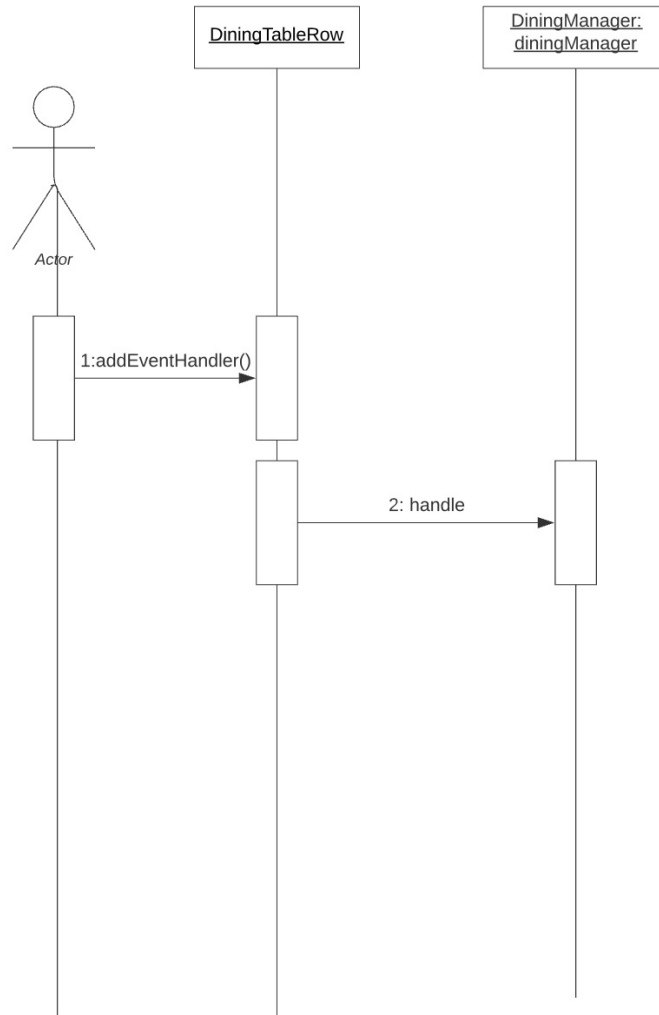 DiningTableRow
DiningManager:
diningManager
Actor
1:addEventHandler()
2: handle